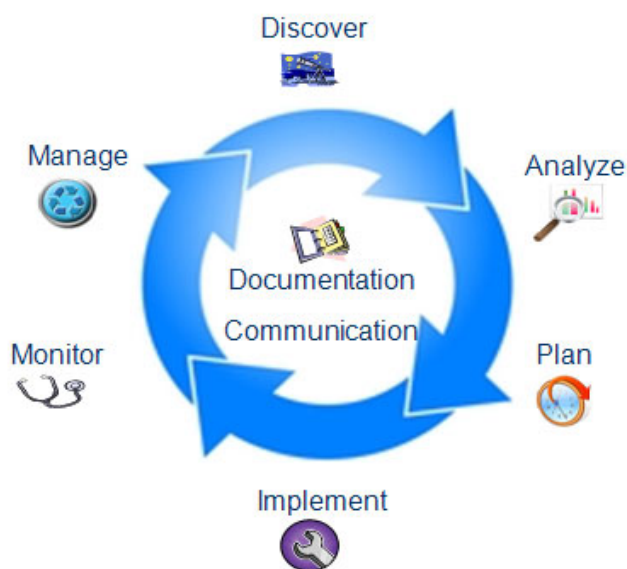 Discover
Manage
Analyze
Documentation
Communication
Monitor
Plan
Implement